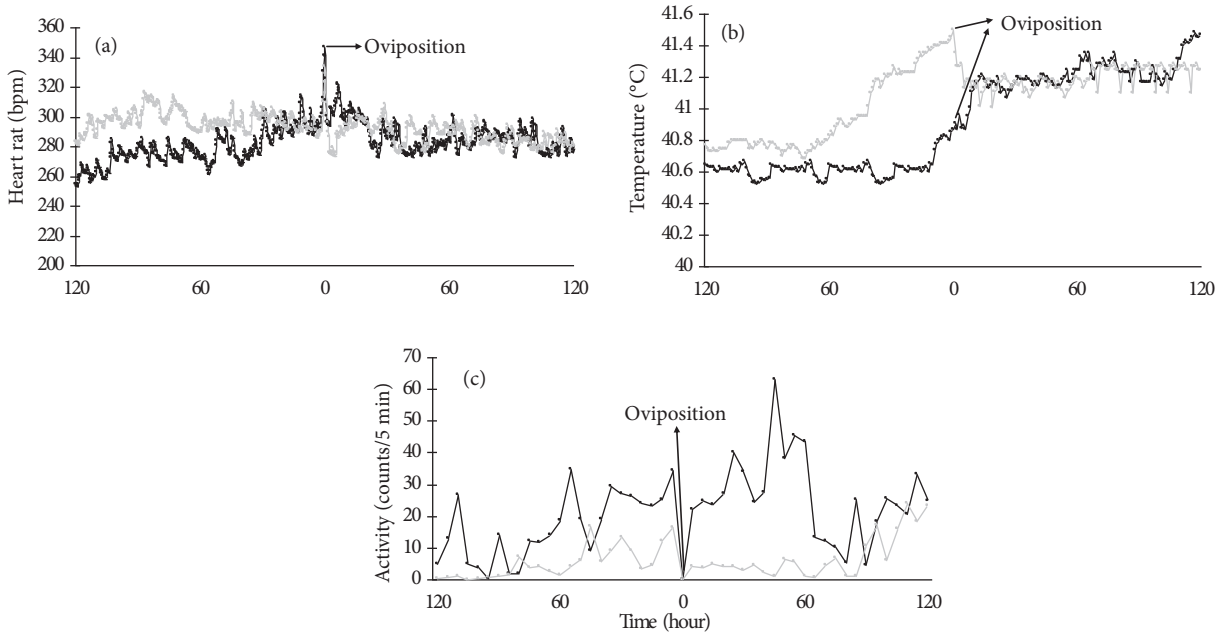 360
340
320
300
280
260
240
220
200
Heart rat (bpm)
(a)
Oviposition
120 60 0 60 120
41.6
41.4
41.2
41
40.8
40.6
40.4
40.2
40
Temperature (°C)
(b)
Oviposition
120 60 0 60 120
70
60
50
40
30
20
10
0
Activity (counts/5 min)
(c)
Oviposition
120 60 0 60 120
Time (hour)